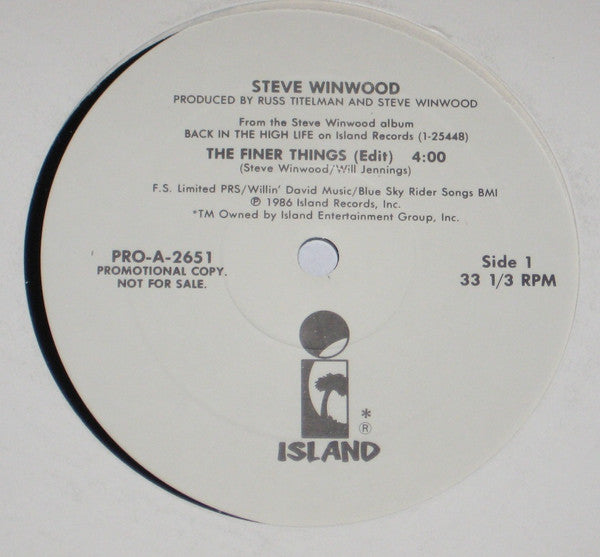 STEVE WINWOOD
PRODUCED BY RUSS TITELMAN AND STEVE WINWOOD
From the Steve Winwood album
BACK IN THE HIGH LIFE on Island Records (1-25448)
THE FINER THINGS (Edit) 4:00
(Steve Winwood/Will Jennings)
F.S. Limited PRS/Willin' David Music/Blue Sky Rider Songs BMI
℗ 1986 Island Records, Inc.
*TM Owned by Island Entertainment Group, Inc.
PRO-A-2651
PROMOTIONAL COPY.
NOT FOR SALE.
Side 1
33 1/3 RPM
*
®
ISLAND